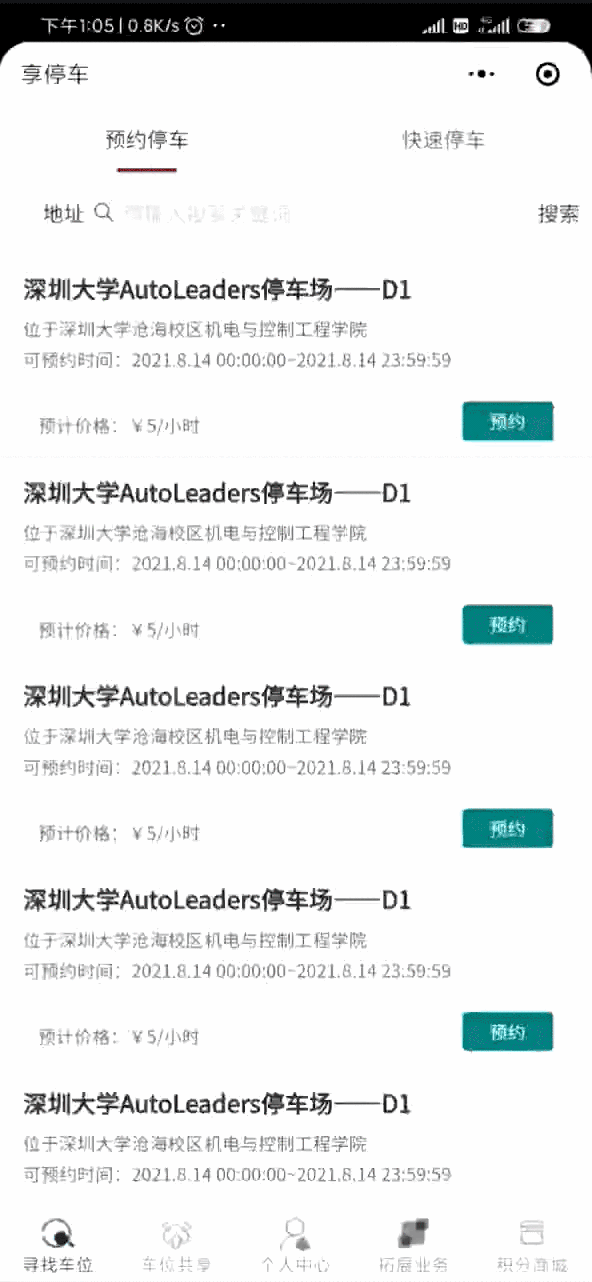 下午1:05 | 0.8K/s
HD
4G
享停车
预约停车
快速停车
地址
请输入搜索关键词
搜索
深圳大学AutoLeaders停车场——D1
位于深圳大学沧海校区机电与控制工程学院
可预约时间：2021.8.14 00:00:00-2021.8.14 23:59:59
预计价格：￥5/小时
预约
深圳大学AutoLeaders停车场——D1
位于深圳大学沧海校区机电与控制工程学院
可预约时间：2021.8.14 00:00:00-2021.8.14 23:59:59
预计价格：￥5/小时
预约
深圳大学AutoLeaders停车场——D1
位于深圳大学沧海校区机电与控制工程学院
可预约时间：2021.8.14 00:00:00-2021.8.14 23:59:59
预计价格：￥5/小时
预约
深圳大学AutoLeaders停车场——D1
位于深圳大学沧海校区机电与控制工程学院
可预约时间：2021.8.14 00:00:00-2021.8.14 23:59:59
预计价格：￥5/小时
预约
深圳大学AutoLeaders停车场——D1
位于深圳大学沧海校区机电与控制工程学院
可预约时间：2021.8.14 00:00:00-2021.8.14 23:59:59
寻找车位
车位共享
个人中心
拓展业务
积分商城